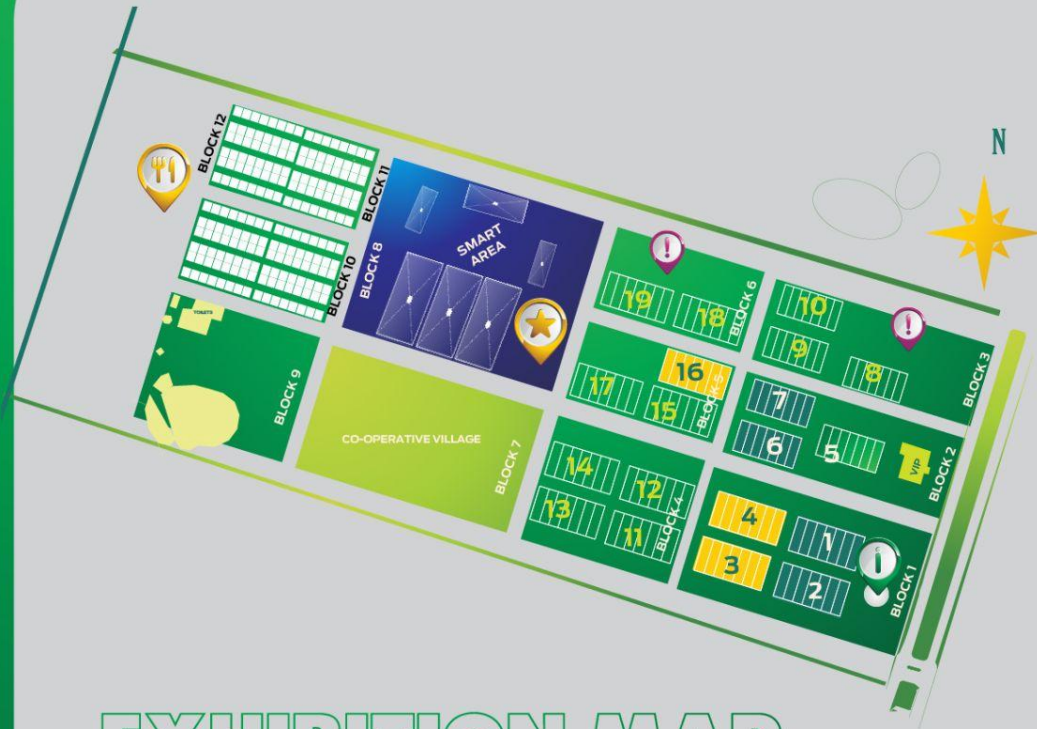 N
BLOCK 12
BLOCK 11
BLOCK 10
BLOCK 8
SMART
AREA
19
18
BLOCK 6
10
9
8
BLOCK 3
TOILETS
BLOCK 9
CO-OPERATIVE VILLAGE
BLOCK 7
17
16
15
BLOCK 5
7
6
5
VIP
BLOCK 2
14
13
12
11
BLOCK 4
4
3
1
2
i
BLOCK 1
EXHIBITION MAP